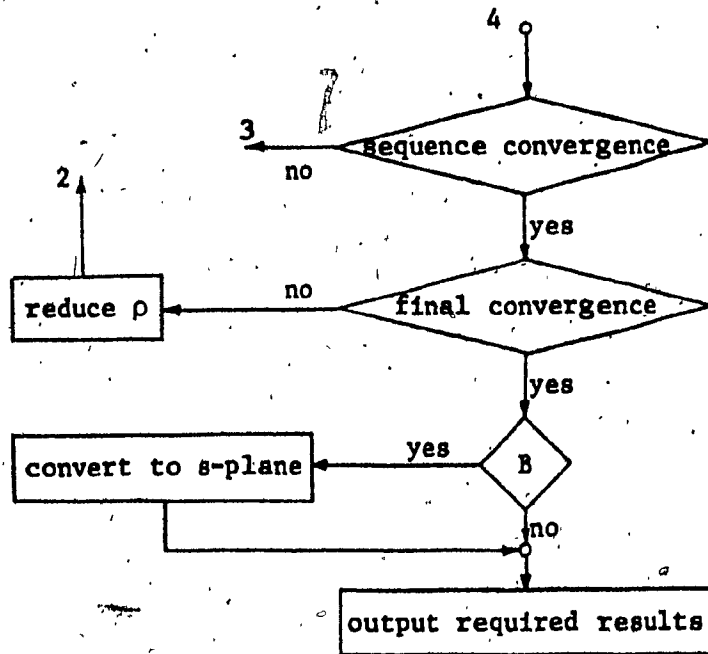 4
sequence convergence
3
no
yes
2
final convergence
no
reduce ρ
yes
B
yes
convert to s-plane
no
output required results